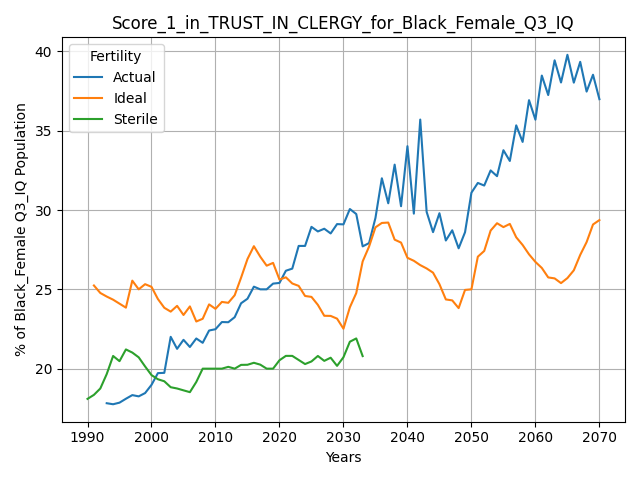 Score_1_in_TRUST_IN_CLERGY_for_Black_Female_Q3_IQ
Fertility
Actual
Ideal
Sterile
% of Black_Female Q3_IQ Population
40
35
30
25
20
1990 2000 2010 2020 2030 2040 2050 2060 2070
Years